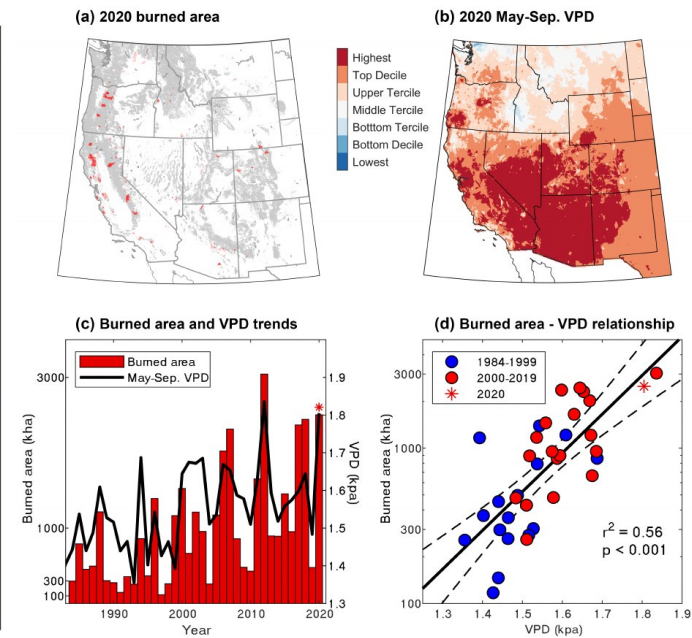 (a) 2020 burned area
(b) 2020 May-Sep. VPD
Highest
Top Decile
Upper Tercile
Middle Tercile
Botttom Tercile
Bottom Decile
Lowest
(c) Burned area and VPD trends
Burned area
May-Sep. VPD
3000
1000
300
100
Burned area (kha)
1.9
1.8
1.7
1.6
1.5
1.4
1.3
VPD (kpa)
1990
2000
2010
2020
Year
(d) Burned area - VPD relationship
1984-1999
2000-2019
2020
3000
1000
300
100
Burned area (kha)
r² = 0.56
p < 0.001
1.3 1.4 1.5 1.6 1.7 1.8 1.9
VPD (kpa)